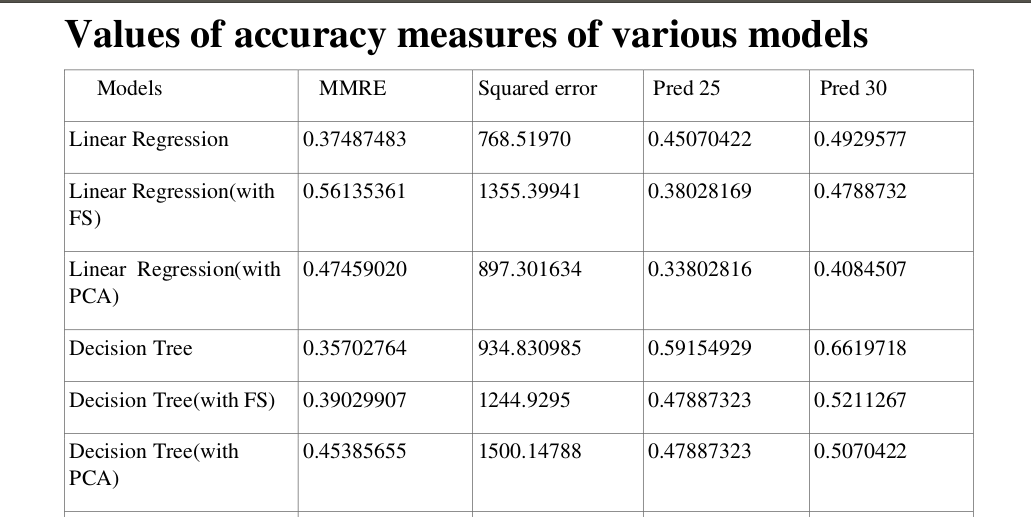 Values of accuracy measures of various models
Models MMRE Squared error Pred 25 Pred 30
Linear Regression 0.37487483 768.51970 0.45070422 0.4929577
Linear Regression(with 0.56135361 1355.39941 0.38028169 0.4788732
FS)
Linear Regression(with 0.47459020 897.301634 0.33802816 0.4084507
PCA)
Decision Tree 0.35702764 934.830985 0.59154929 0.6619718
Decision Tree(with FS) 0.39029907 1244.9295 0.47887323 0.5211267
Decision Tree(with 0.45385655 1500.14788 0.47887323 0.5070422
PCA)